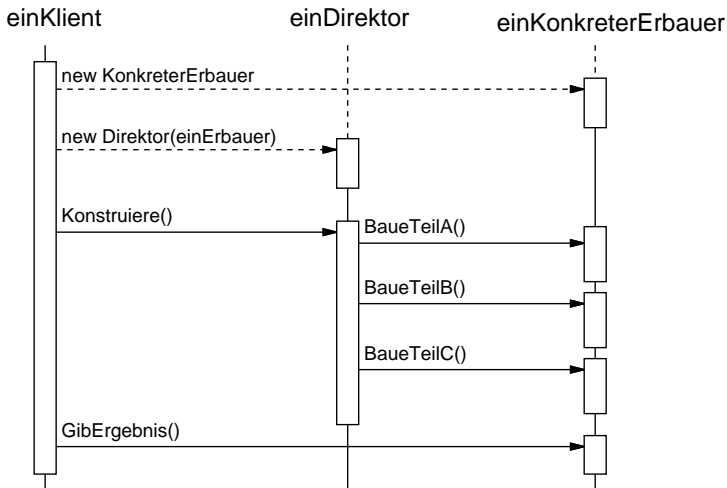 einKlient
einDirektor
einKonkreterErbauer
new KonkreterErbauer
new Direktor(einErbauer)
Konstruiere()
BaueTeilA()
BaueTeilB()
BaueTeilC()
GibErgebnis()